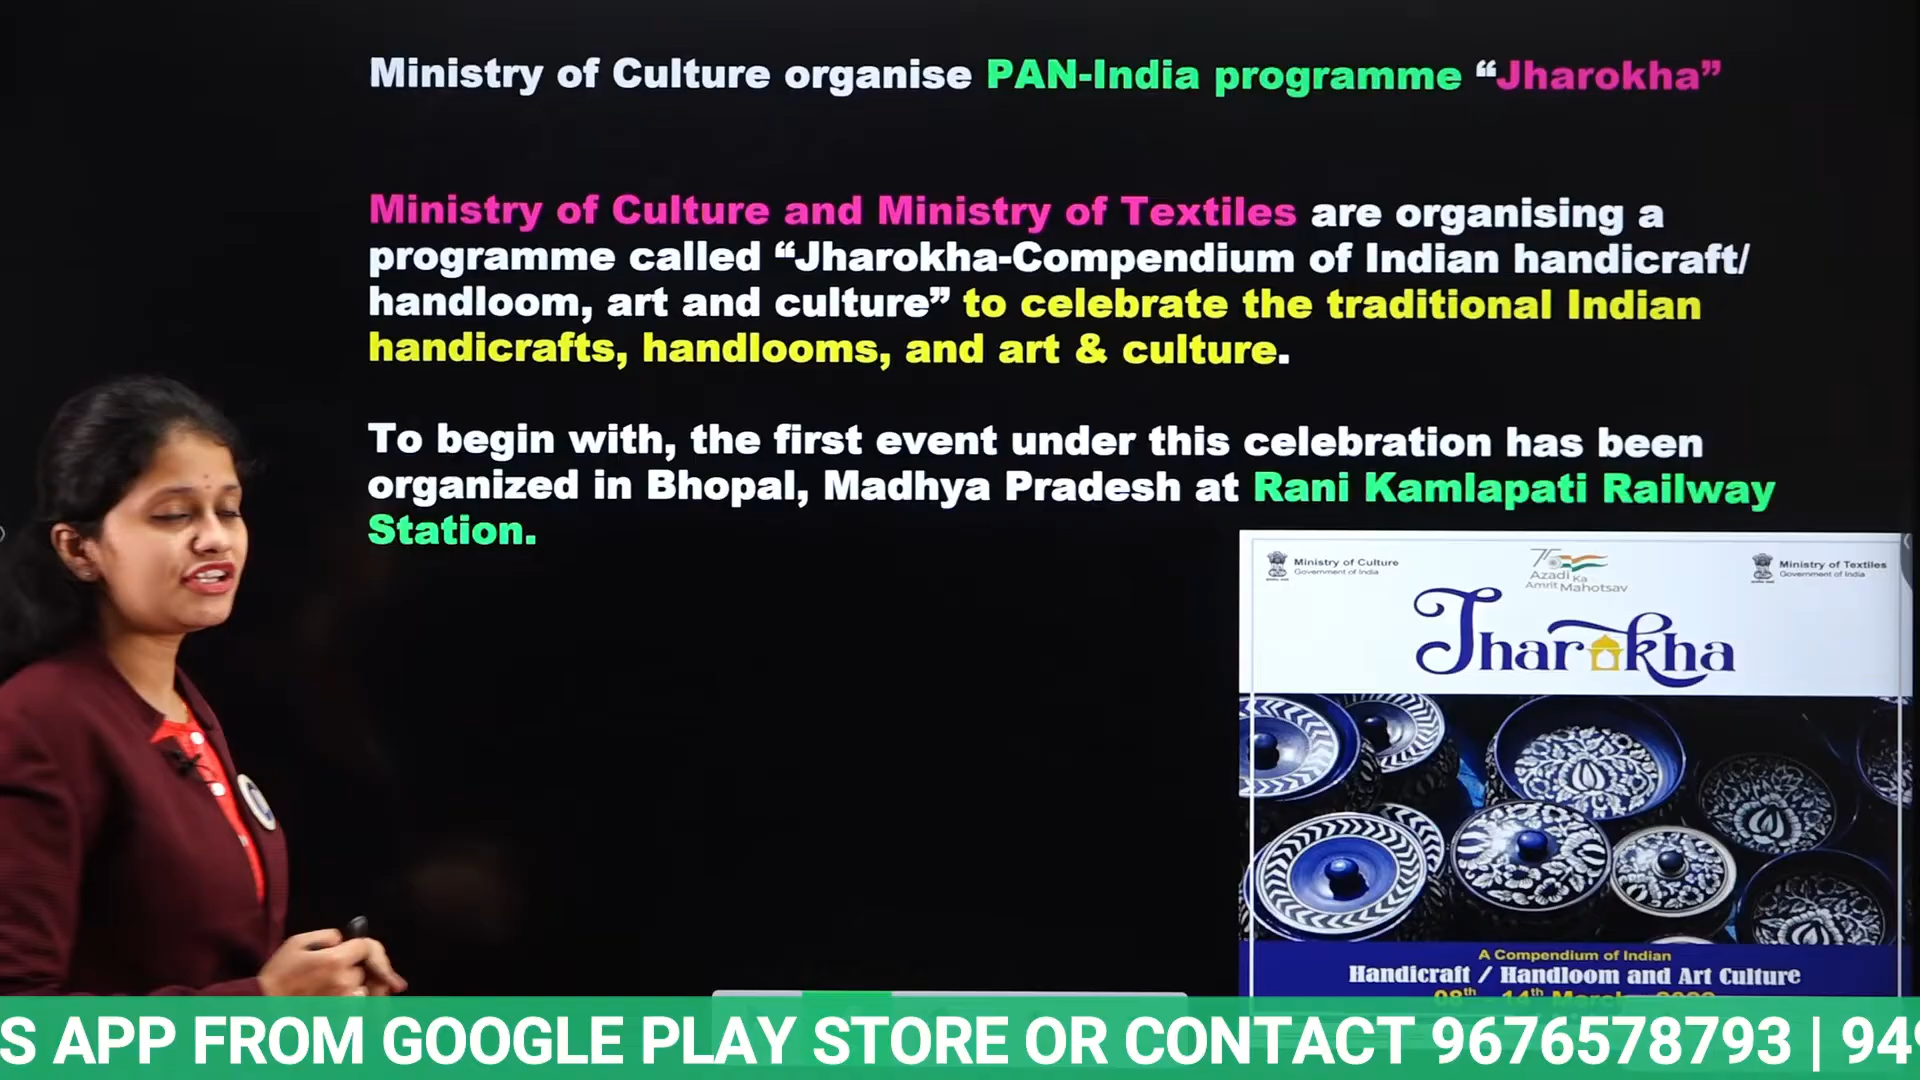 Ministry of Culture organise PAN-India programme “Jharokha”
Ministry of Culture and Ministry of Textiles are organising a
programme called “Jharokha-Compendium of Indian handicraft/
handloom, art and culture” to celebrate the traditional Indian
handicrafts, handlooms, and art & culture.
To begin with, the first event under this celebration has been
organized in Bhopal, Madhya Pradesh at Rani Kamlapati Railway
Station.
Ministry of Culture
Government of India
75
Azadi Ka
Amrit Mahotsav
Ministry of Textiles
Government of India
Jharokha
A Compendium of Indian
Handicraft / Handloom and Art Culture
S APP FROM GOOGLE PLAY STORE OR CONTACT 9676578793 | 949